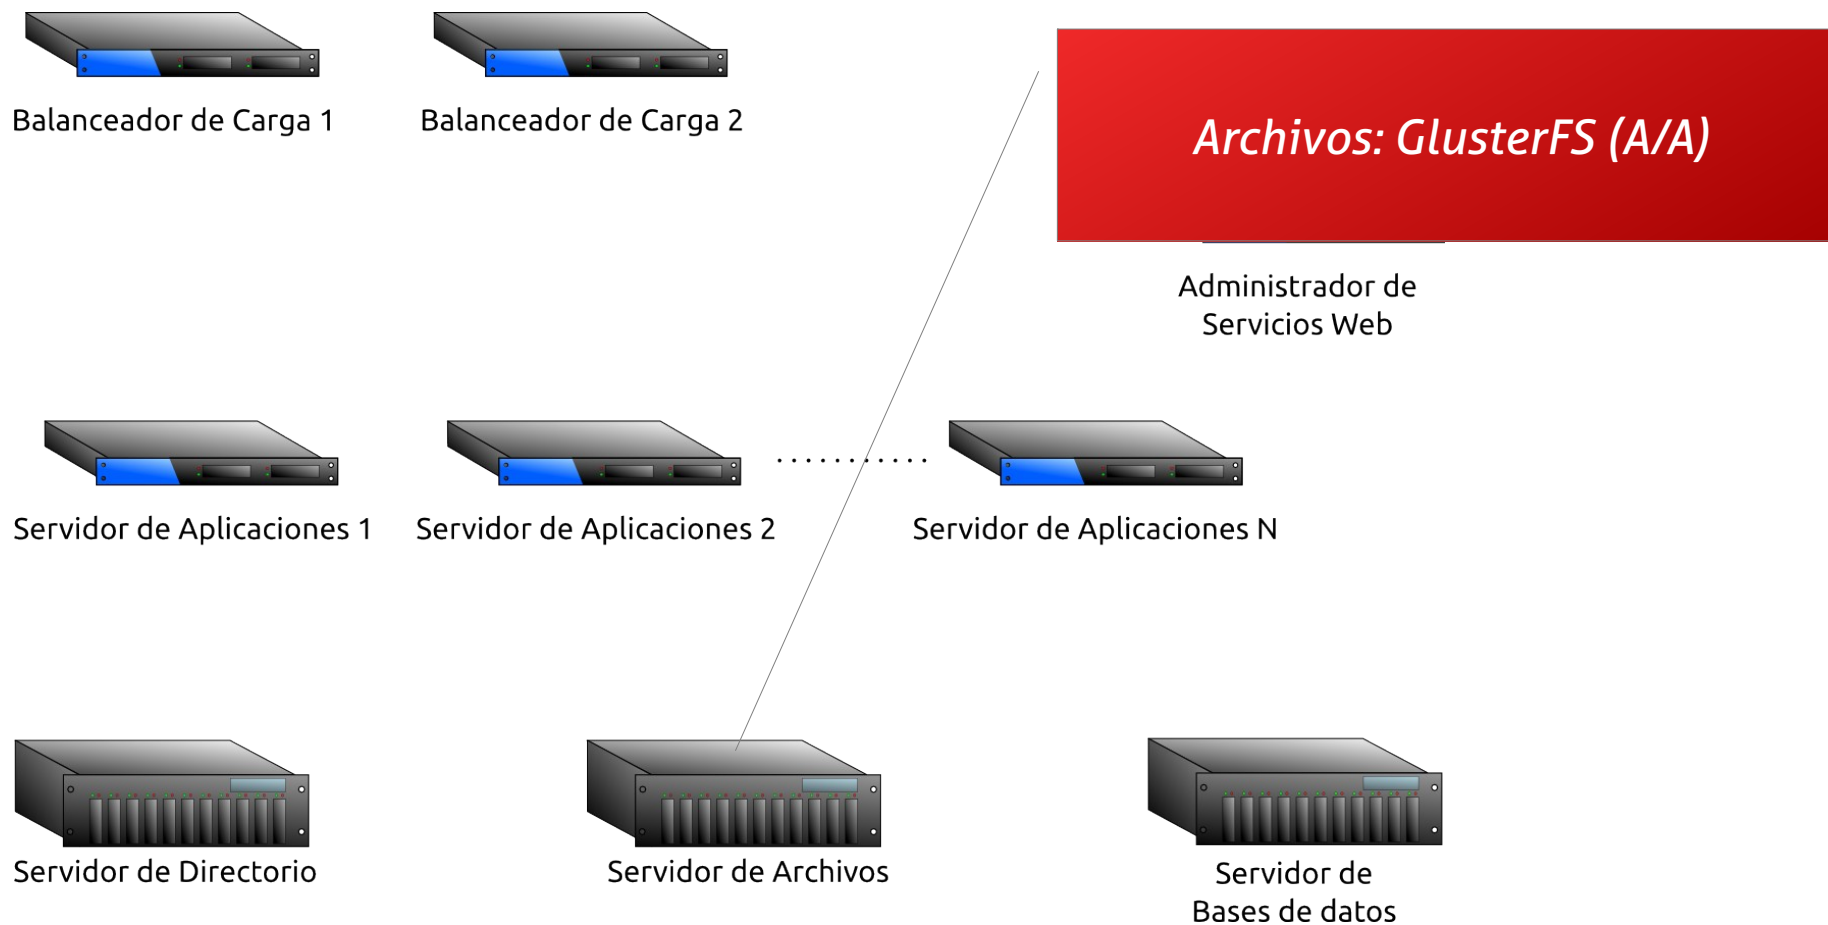 Balanceador de Carga 1
Balanceador de Carga 2
Archivos: GlusterFS (A/A)
Administrador de
Servicios Web
Servidor de Aplicaciones 1
Servidor de Aplicaciones 2
Servidor de Aplicaciones N
Servidor de Directorio
Servidor de Archivos
Servidor de
Bases de datos